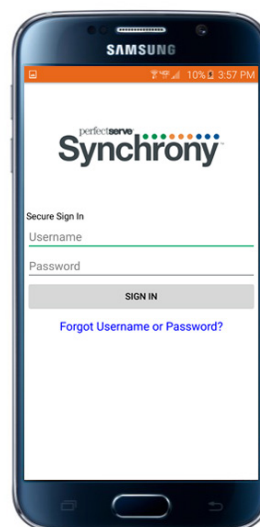 SAMSUNG
10% 3:57 PM
perfectserve
Synchrony
Secure Sign In
Username
Password
SIGN IN
Forgot Username or Password?